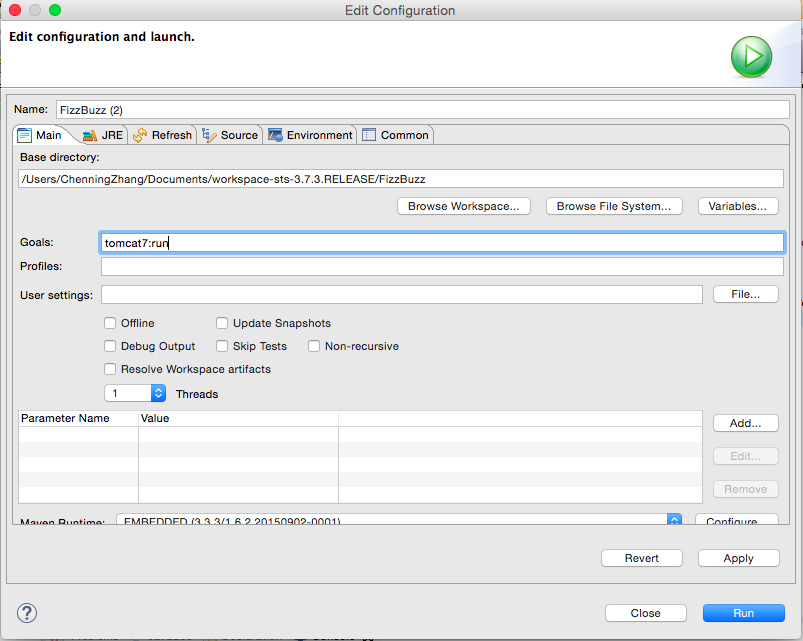 Edit Configuration
Edit configuration and launch.
Name: FizzBuzz (2)
Main JRE Refresh Source Environment Common
Base directory:
/Users/ChenningZhang/Documents/workspace-sts-3.7.3.RELEASE/FizzBuzz
Browse Workspace... Browse File System... Variables...
Goals: tomcat7:run
Profiles:
User settings: File...
Offline Update Snapshots
Debug Output Skip Tests Non-recursive
Resolve Workspace artifacts
1 Threads
Parameter Name Value Add...
Edit...
Remove
Maven Runtime: EMBEDDED (3.3.3/1.6.2.20150902-0001) Configure...
Revert Apply
? Close Run